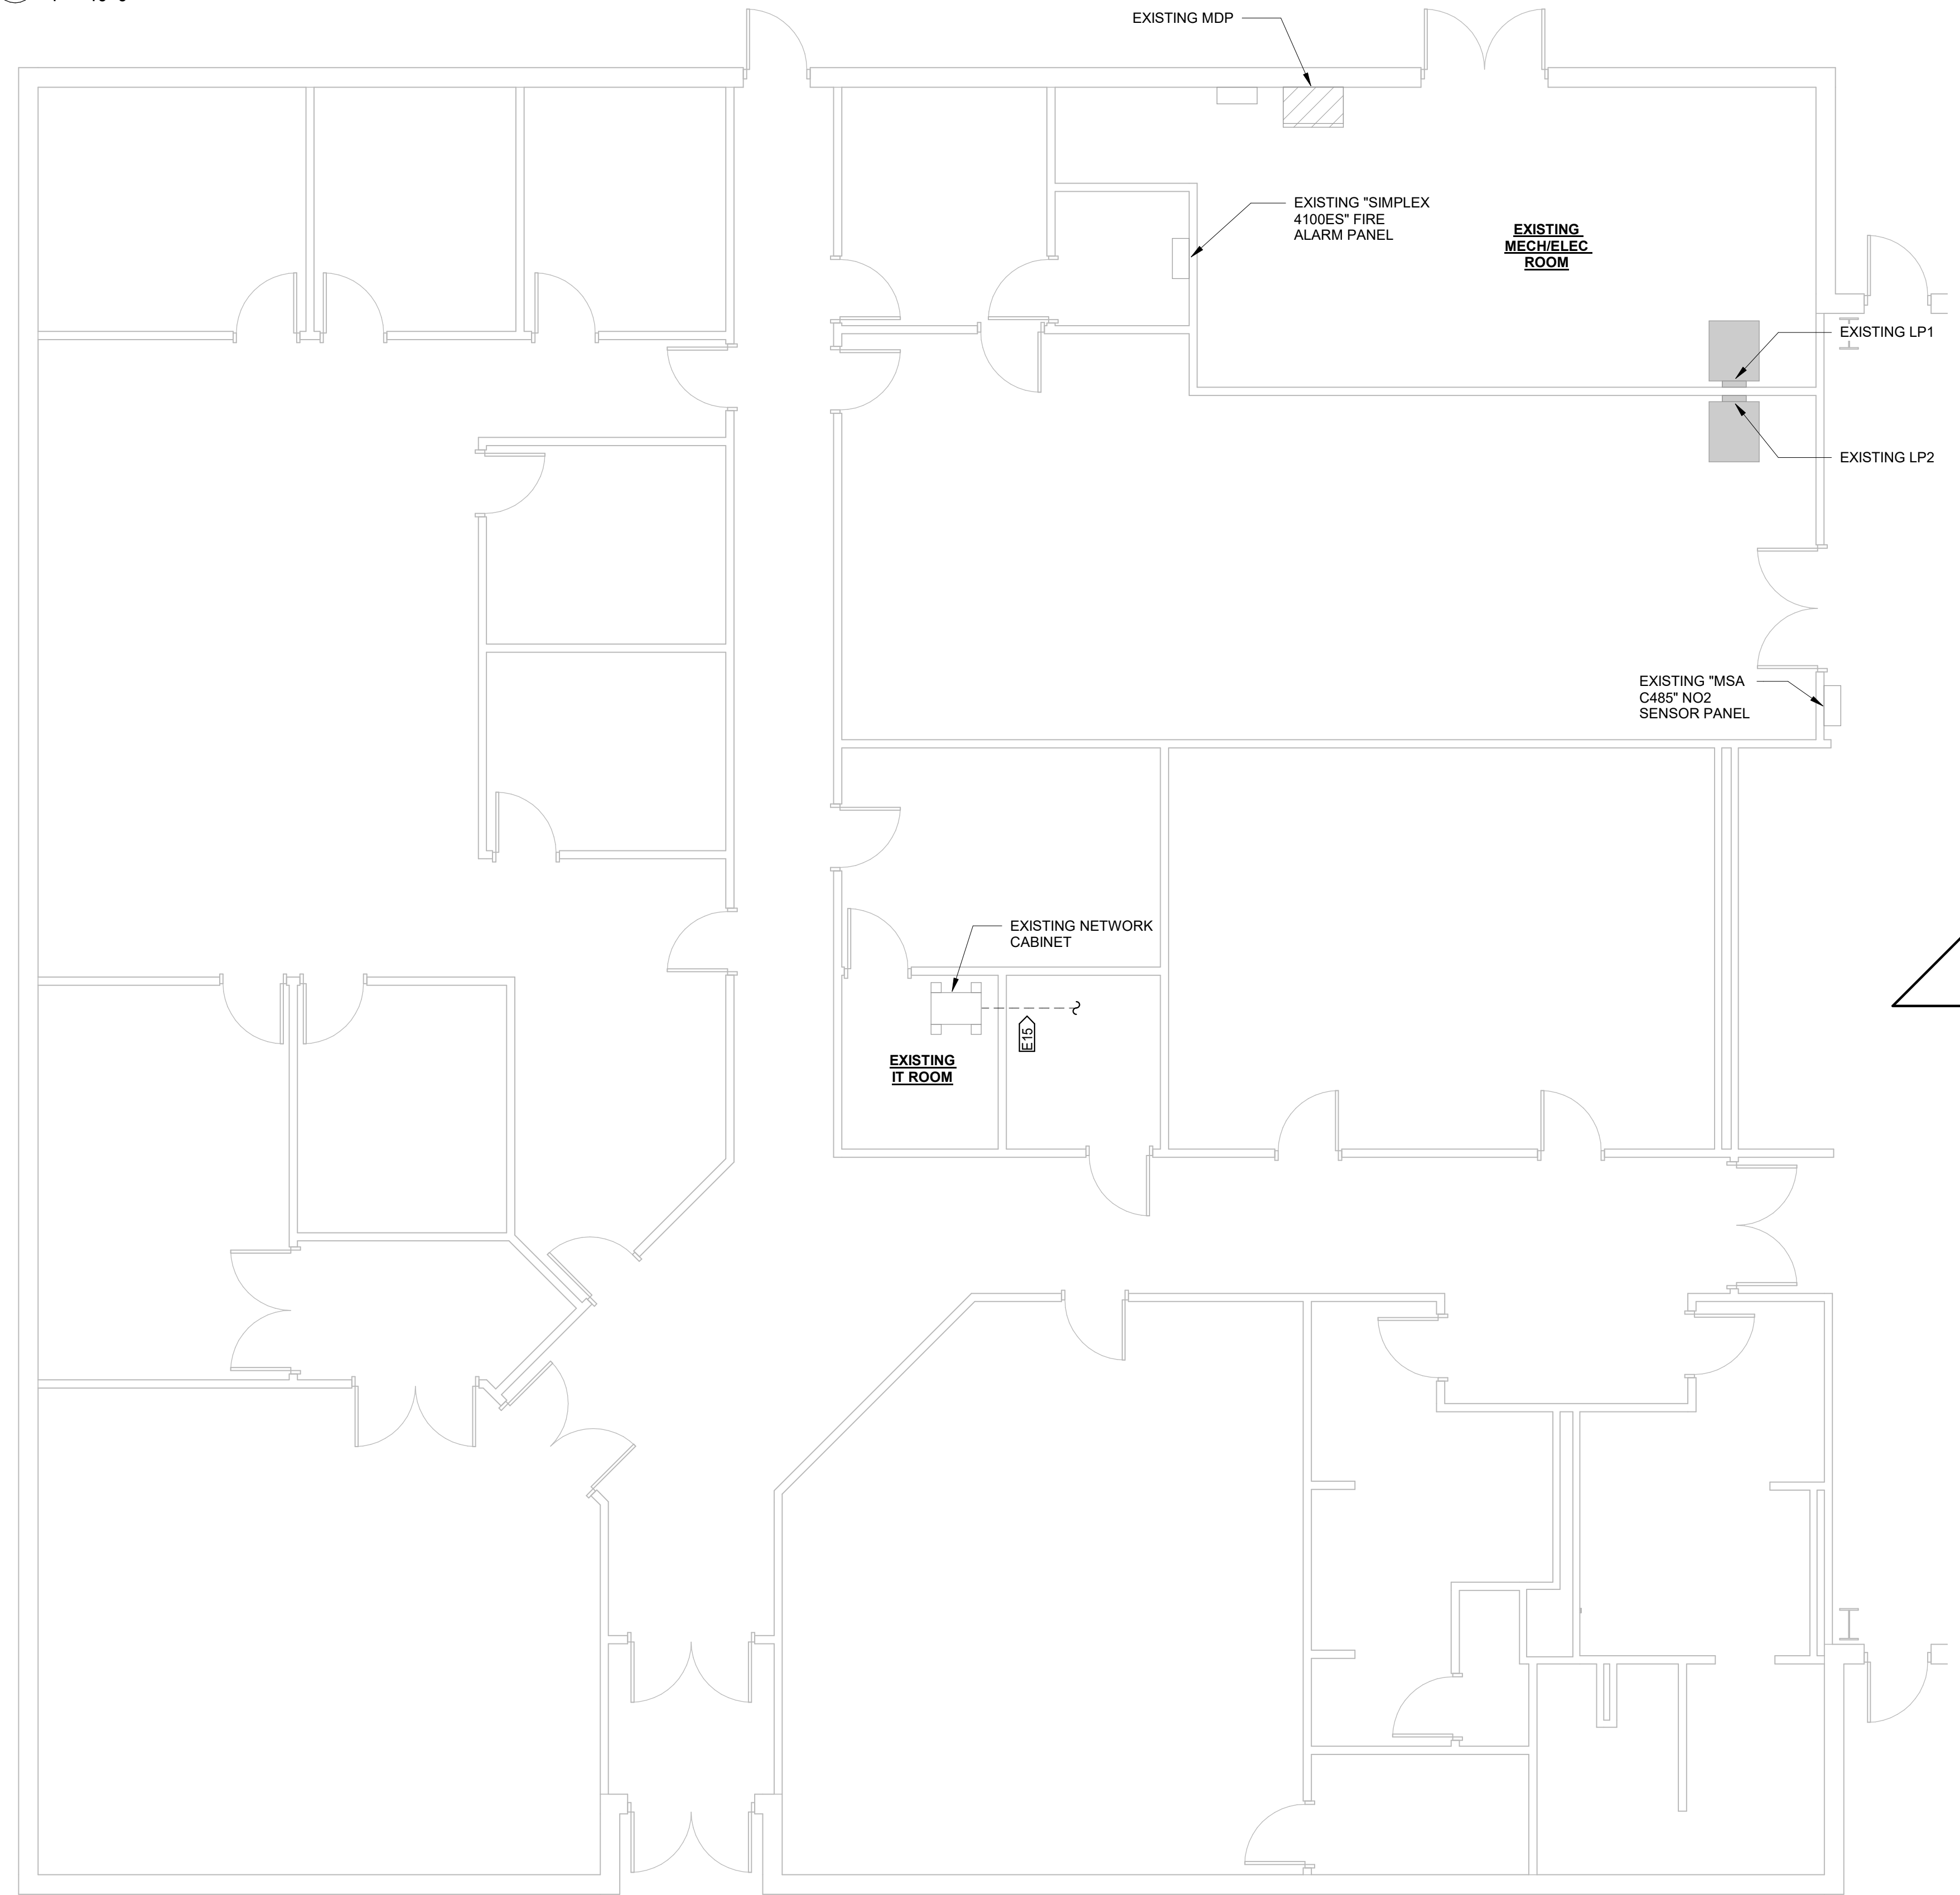 EXISTING MDP
EXISTING "SIMPLEX
4100ES" FIRE
ALARM PANEL
EXISTING
MECH/ELEC
ROOM
EXISTING LP1
EXISTING LP2
EXISTING "MSA
C485" NO2
SENSOR PANEL
EXISTING NETWORK
CABINET
E15
EXISTING
IT ROOM